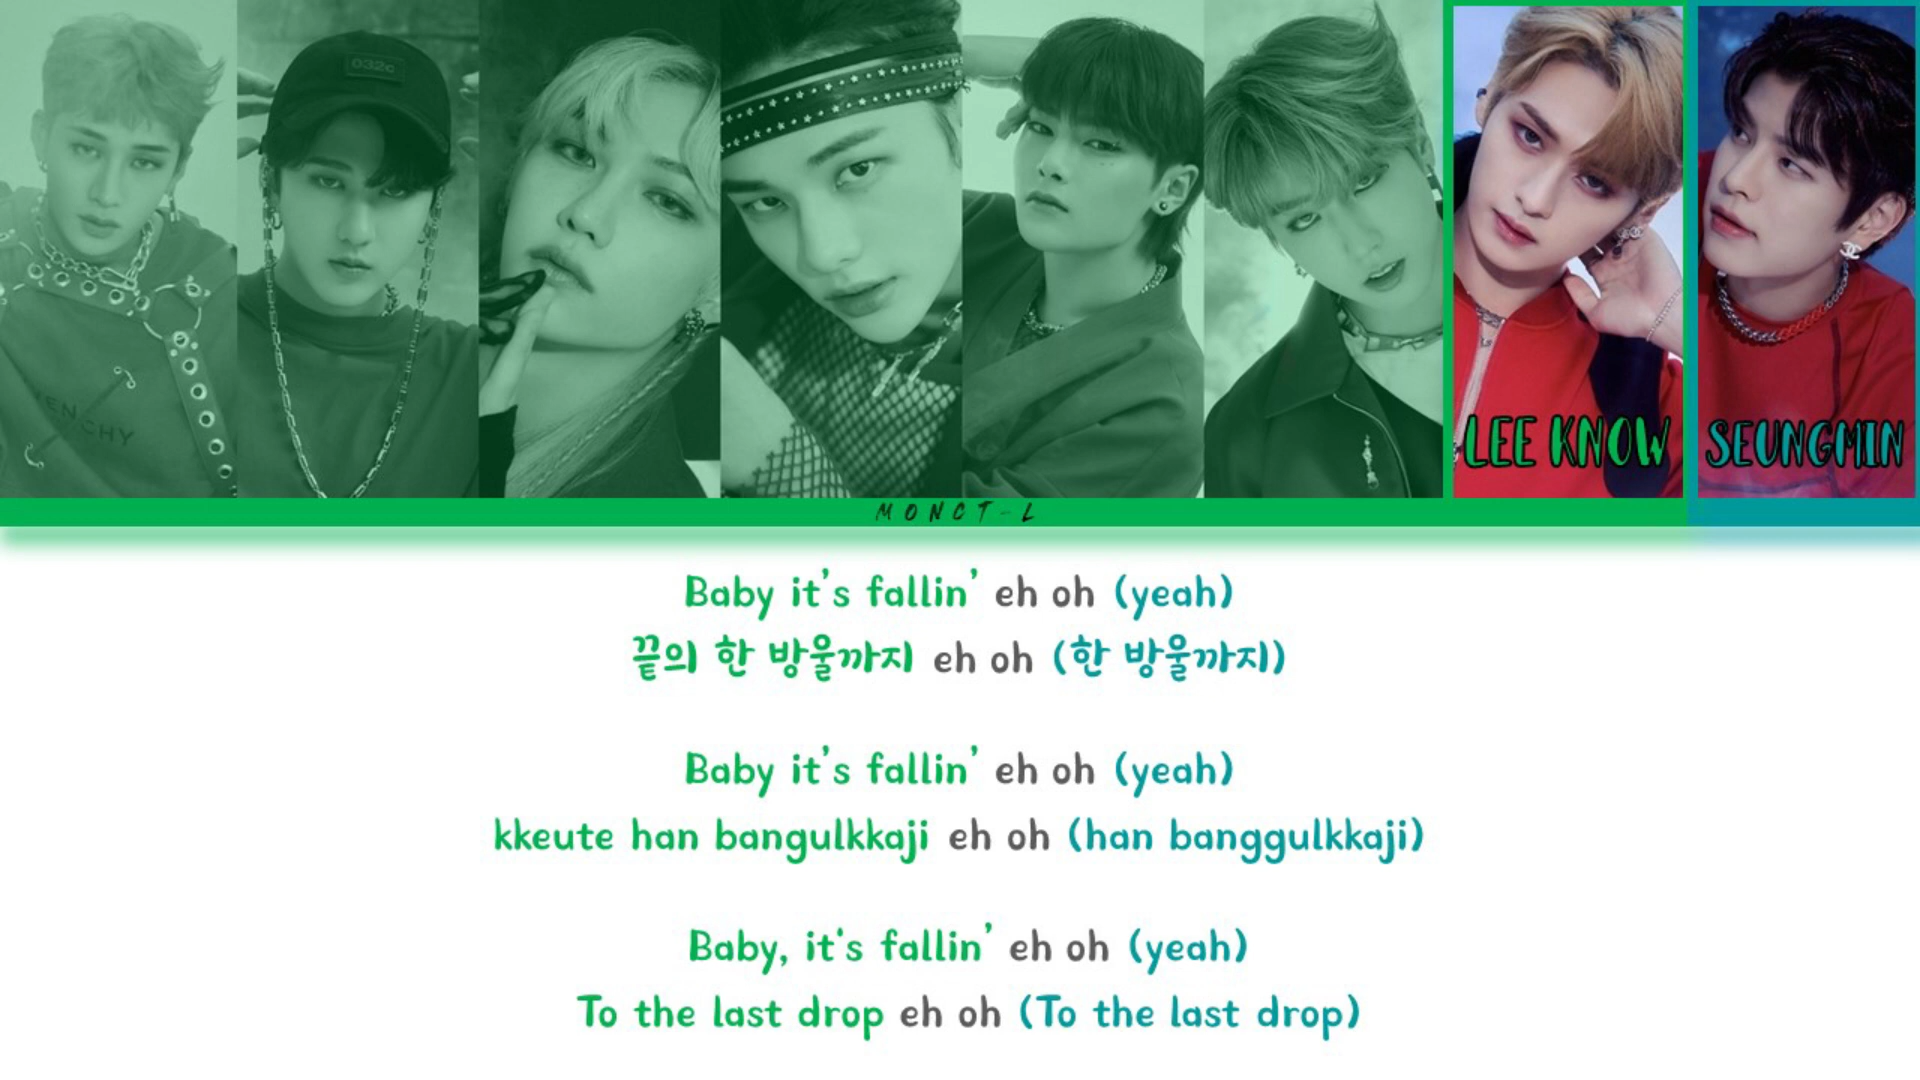 032c
LEE KNOW
SEUNGMIN
MONCT-L
Baby it's fallin' eh oh (yeah)
끝의 한 방울까지 eh oh (한 방울까지)
Baby it's fallin' eh oh (yeah)
kkeute han bangulkkaji eh oh (han banggulkkaji)
Baby, it's fallin' eh oh (yeah)
To the last drop eh oh (To the last drop)